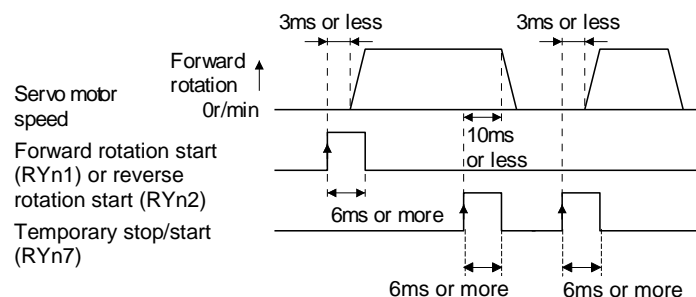 3ms or less
3ms or less
Forward
rotation
0r/min
Servo motor
speed
10ms
or less
Forward rotation start
(RYn1) or reverse
rotation start (RYn2)
6ms or more
Temporary stop/start
(RYn7)
6ms or more
6ms or more